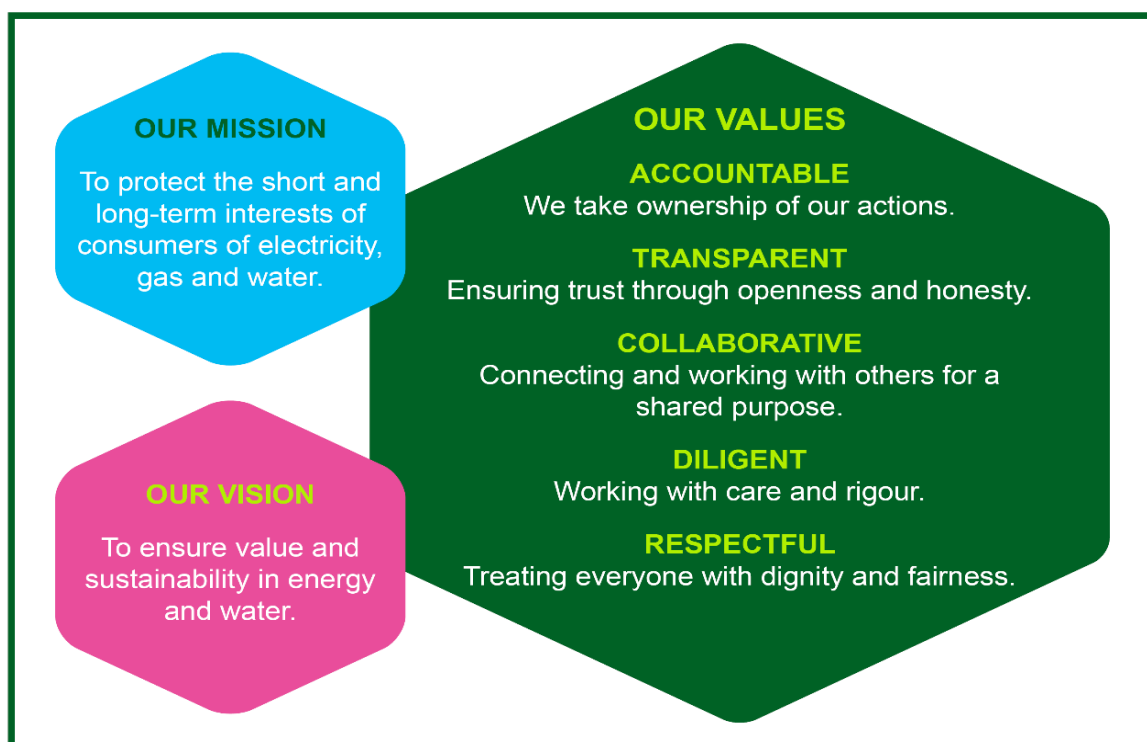 OUR MISSION
To protect the short and
long-term interests of
consumers of electricity,
gas and water.
OUR VISION
To ensure value and
sustainability in energy
and water.
OUR VALUES
ACCOUNTABLE
We take ownership of our actions.
TRANSPARENT
Ensuring trust through openness and honesty.
COLLABORATIVE
Connecting and working with others for a
shared purpose.
DILIGENT
Working with care and rigour.
RESPECTFUL
Treating everyone with dignity and fairness.